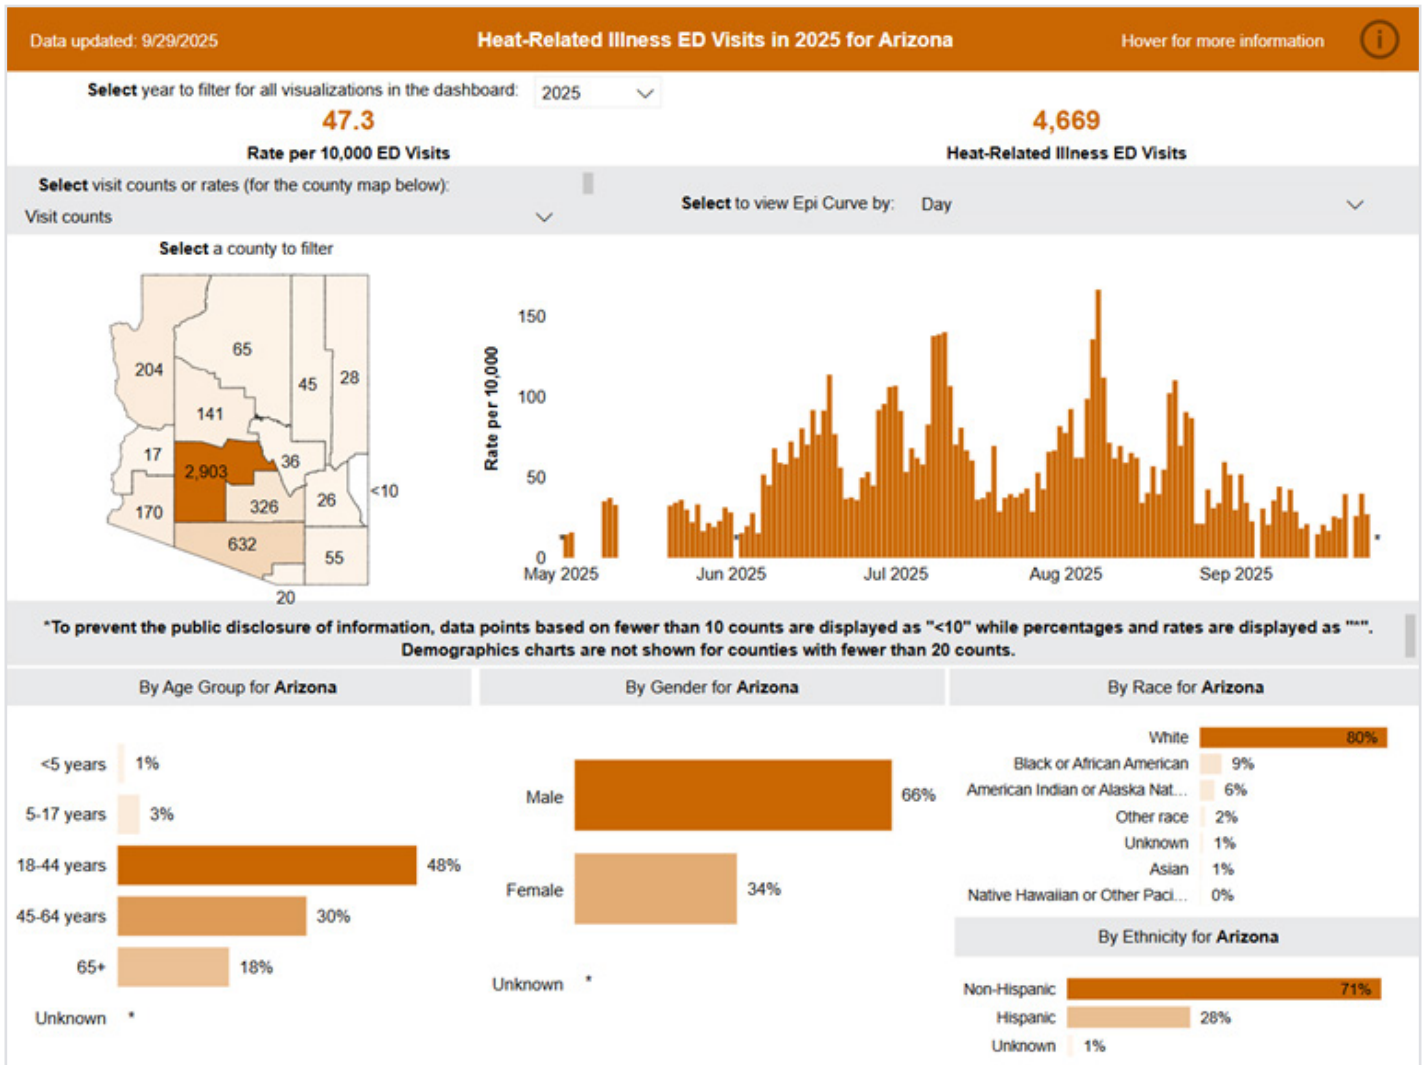 Data updated: 9/29/2025
Heat-Related Illness ED Visits in 2025 for Arizona
Hover for more information
i
Select year to filter for all visualizations in the dashboard:
2025
47.3
Rate per 10,000 ED Visits
4,669
Heat-Related Illness ED Visits
Select visit counts or rates (for the county map below):
Visit counts
Select to view Epi Curve by:
Day
Select a county to filter
204
65
45
28
141
17
2,903
36
<10
170
326
26
632
55
20
Rate per 10,000
150
100
50
0
*
*
*
May 2025
Jun 2025
Jul 2025
Aug 2025
Sep 2025
*To prevent the public disclosure of information, data points based on fewer than 10 counts are displayed as "<10" while percentages and rates are displayed as "*".
Demographics charts are not shown for counties with fewer than 20 counts.
By Age Group for Arizona
<5 years 1%
5-17 years 3%
18-44 years 48%
45-64 years 30%
65+ 18%
Unknown *
By Gender for Arizona
Male 66%
Female 34%
Unknown *
By Race for Arizona
White 80%
Black or African American 9%
American Indian or Alaska Nat... 6%
Other race 2%
Unknown 1%
Asian 1%
Native Hawaiian or Other Paci... 0%
By Ethnicity for Arizona
Non-Hispanic 71%
Hispanic 28%
Unknown 1%